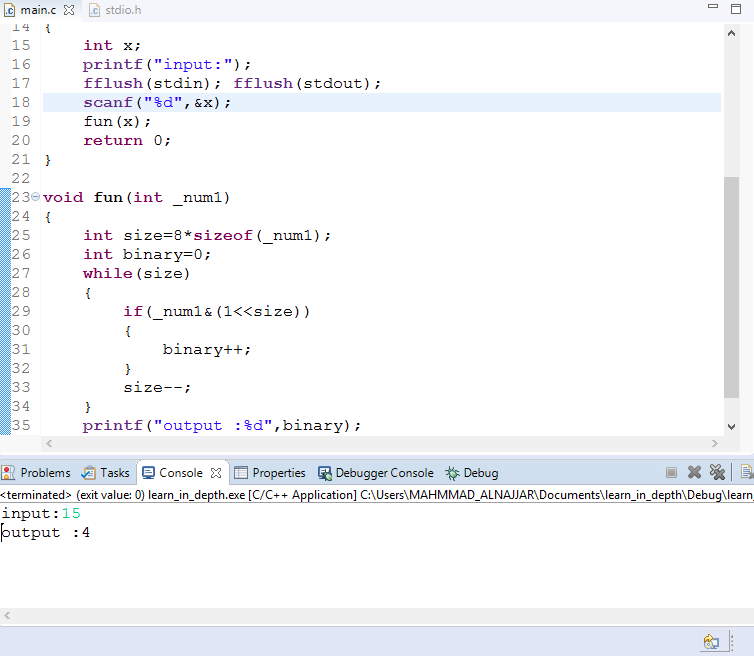 main.c stdio.h
14 {
15     int x;
16     printf("input:");
17     fflush(stdin); fflush(stdout);
18     scanf("%d",&x);
19     fun(x);
20     return 0;
21 }
22
23 void fun(int _num1)
24 {
25     int size=8*sizeof(_num1);
26     int binary=0;
27     while(size)
28     {
29         if(_num1&(1<<size))
30         {
31             binary++;
32         }
33         size--;
34     }
35     printf("output :%d",binary);
Problems Tasks Console Properties Debugger Console Debug
<terminated> (exit value: 0) learn_in_depth.exe [C/C++ Application] C:\Users\MAHMMAD_ALNAJJAR\Documents\learn_in_depth\Debug\learn_
input:15
output :4